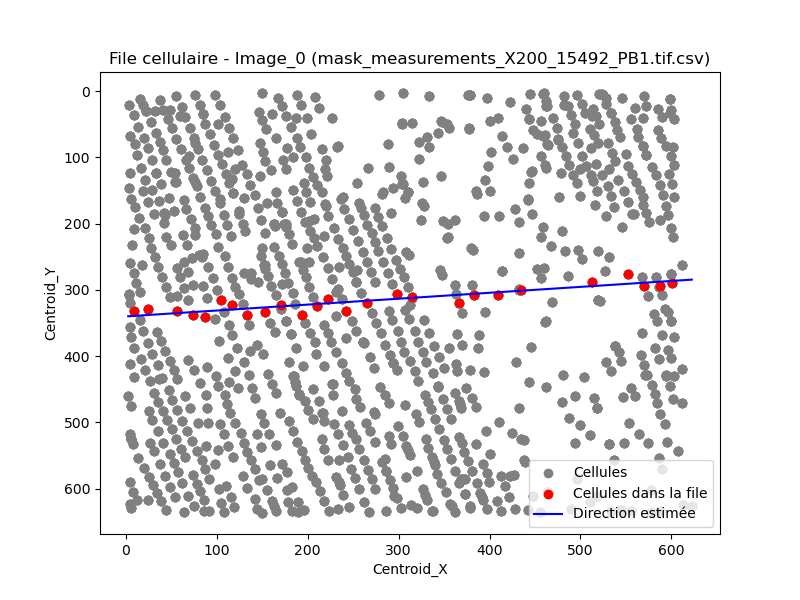 File cellulaire - Image_0 (mask_measurements_X200_15492_PB1.tif.csv)
0
100
200
300
400
500
600
Centroid_Y
0 100 200 300 400 500 600
Centroid_X
Cellules
Cellules dans la file
Direction estimée